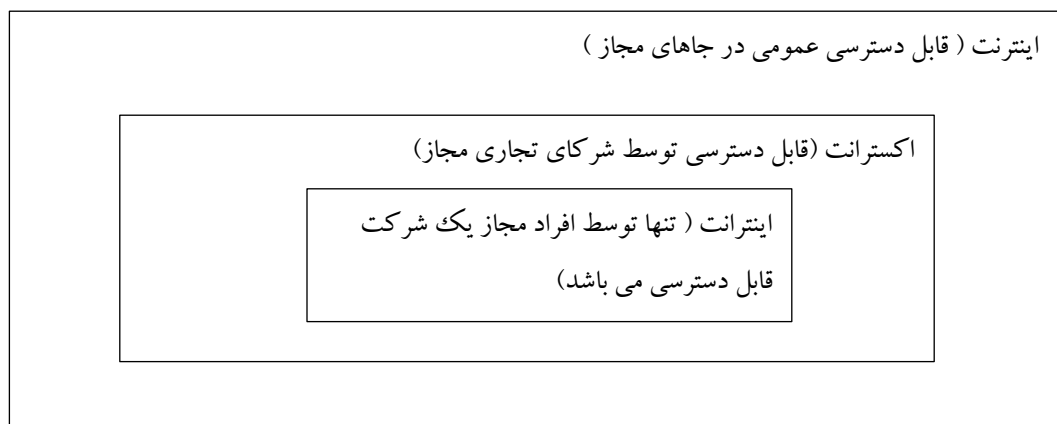 اینترنت ( قابل دسترسی عمومی در جاهای مجاز )
اکسترانت (قابل دسترسی توسط شرکای تجاری مجاز)
اینترانت ( تنها توسط افراد مجاز یک شرکت
قابل دسترسی می باشد)